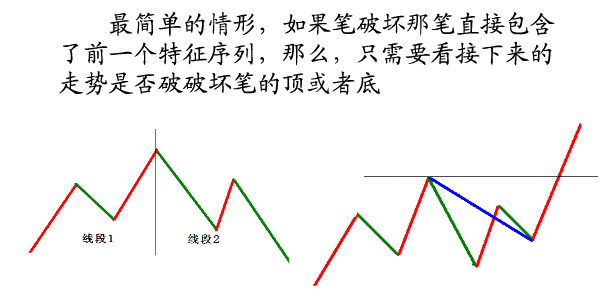 最简单的情形，如果笔破坏那笔直接包含
了前一个特征序列，那么，只需要看接下来的
走势是否破破坏笔的顶或者底
线段1
线段2